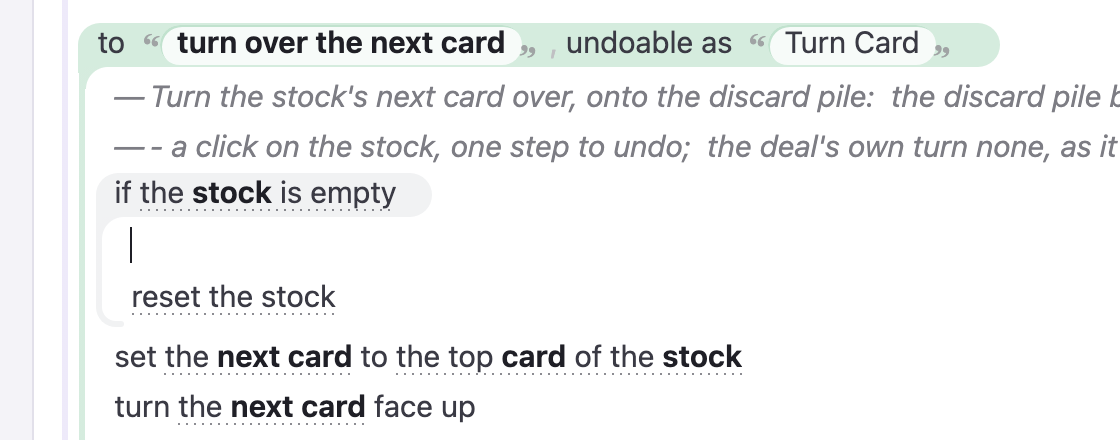 to “turn over the next card”, undoable as “Turn Card”
— Turn the stock's next card over, onto the discard pile:  the discard pile
— - a click on the stock, one step to undo;  the deal's own turn none, as it
if the stock is empty
reset the stock
set the next card to the top card of the stock
turn the next card face up